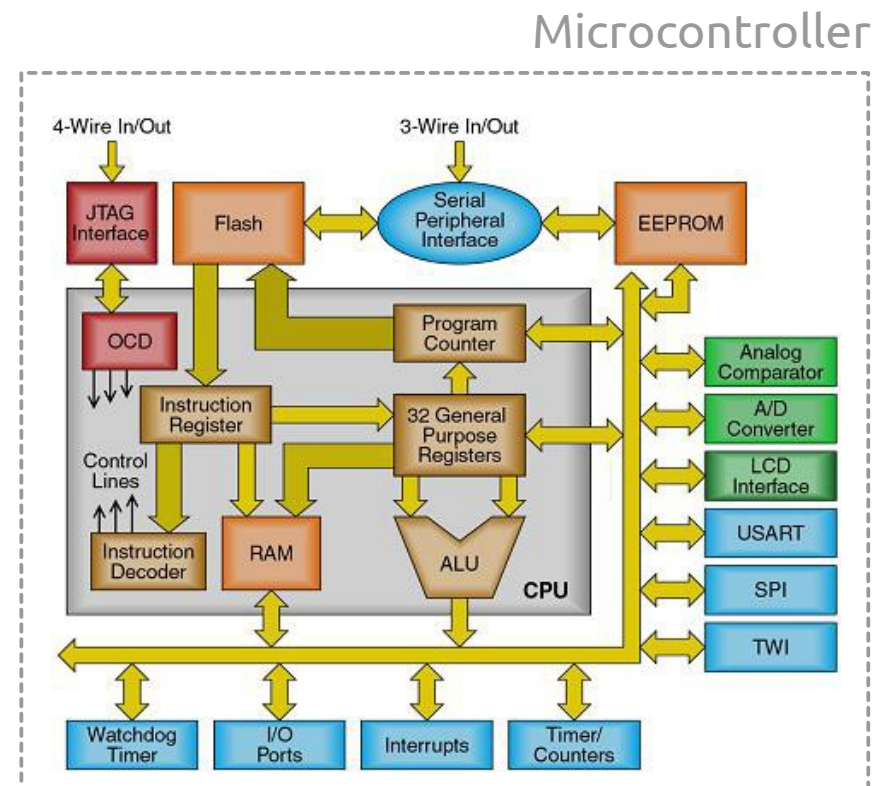 Microcontroller
4-Wire In/Out
3-Wire In/Out
JTAG
Interface
Flash
Serial
Peripheral
Interface
EEPROM
OCD
Program
Counter
Analog
Comparator
Instruction
Register
32 General
Purpose
Registers
A/D
Converter
Control
Lines
LCD
Interface
Instruction
Decoder
RAM
ALU
CPU
USART
SPI
TWI
Watchdog
Timer
I/O
Ports
Interrupts
Timer/
Counters